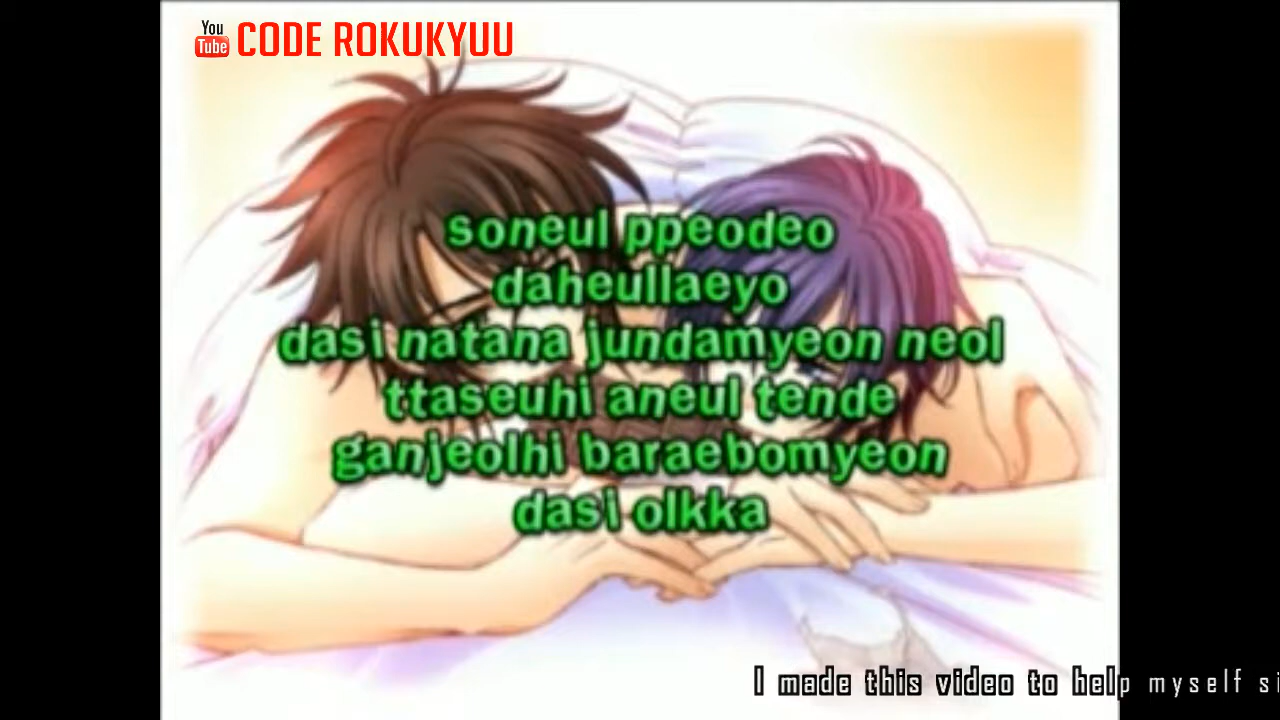 You Tube CODE ROKUKYUU
soneul ppeodeo
daheullaeyo
dasi natana jundamyeon neol
ttaseuhi aneul tende
ganjeolhi baraebomyeon
dasi olkka
I made this video to help myself si